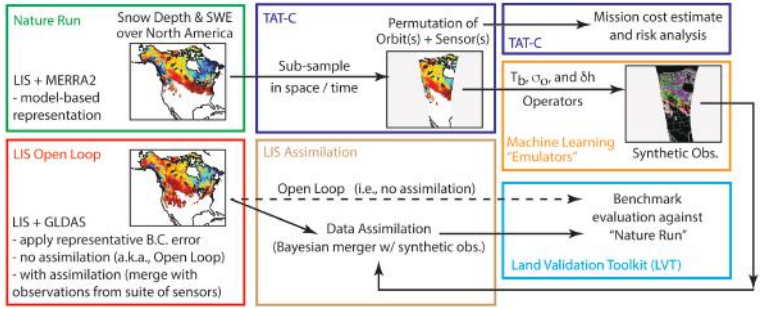 Nature Run
Snow Depth & SWE
over North America
LIS + MERRA2
- model-based
representation
TAT-C
Permutation of
Orbit(s) + Sensor(s)
Sub-sample
in space / time
Mission cost estimate
and risk analysis
TAT-C
Tb, σo, and δh
Operators
Machine Learning
"Emulators"
Synthetic Obs.
LIS Open Loop
LIS + GLDAS
- apply representative B.C. error
- no assimilation (a.k.a., Open Loop)
- with assimilation (merge with
observations from suite of sensors)
LIS Assimilation
Open Loop (i.e., no assimilation)
Data Assimilation
(Bayesian merger w/ synthetic obs.)
Benchmark
evaluation against
"Nature Run"
Land Validation Toolkit (LVT)